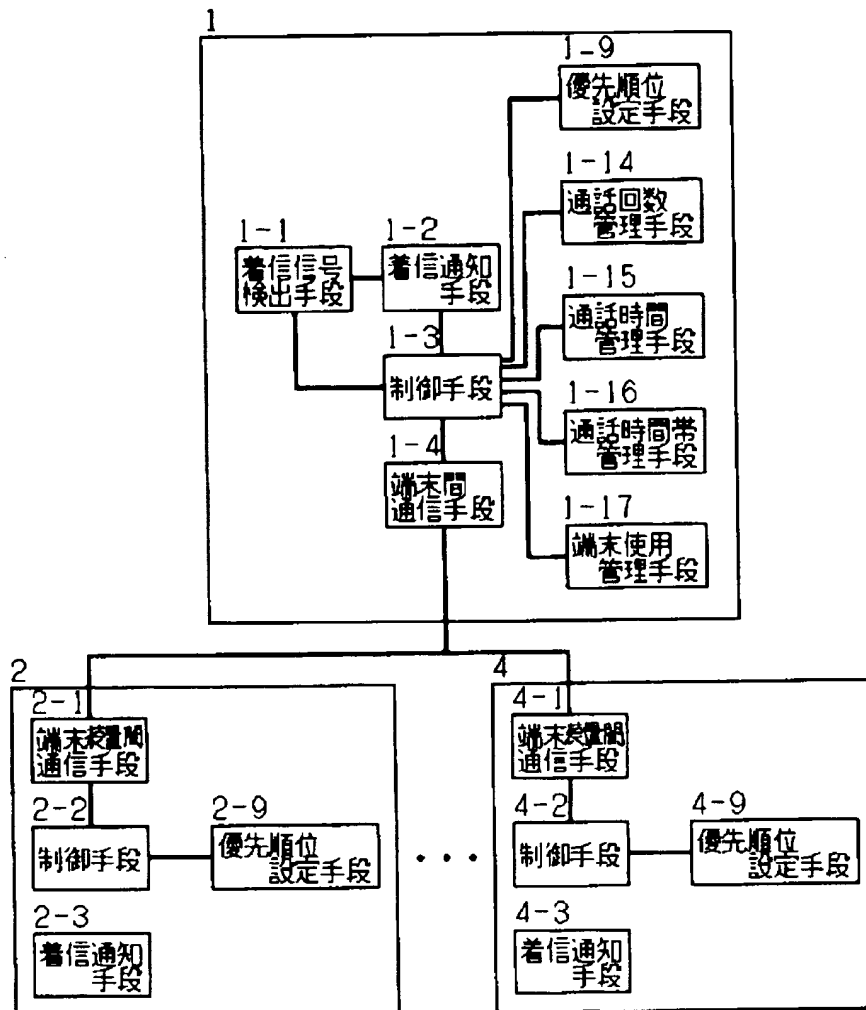 1
1-9
優先順位
設定手段
1-14
通話回数
管理手段
1-1
着信信号
検出手段
1-2
着信通知
手段
1-15
通話時間
管理手段
1-3
制御手段
1-16
通話時間帯
管理手段
1-4
端末間
通信手段
1-17
端末使用
管理手段
2
2-1
端末装置間
通信手段
2-2
制御手段
2-9
優先順位
設定手段
2-3
着信通知
手段
...
4
4-1
端末装置間
通信手段
4-2
制御手段
4-9
優先順位
設定手段
4-3
着信通知
手段